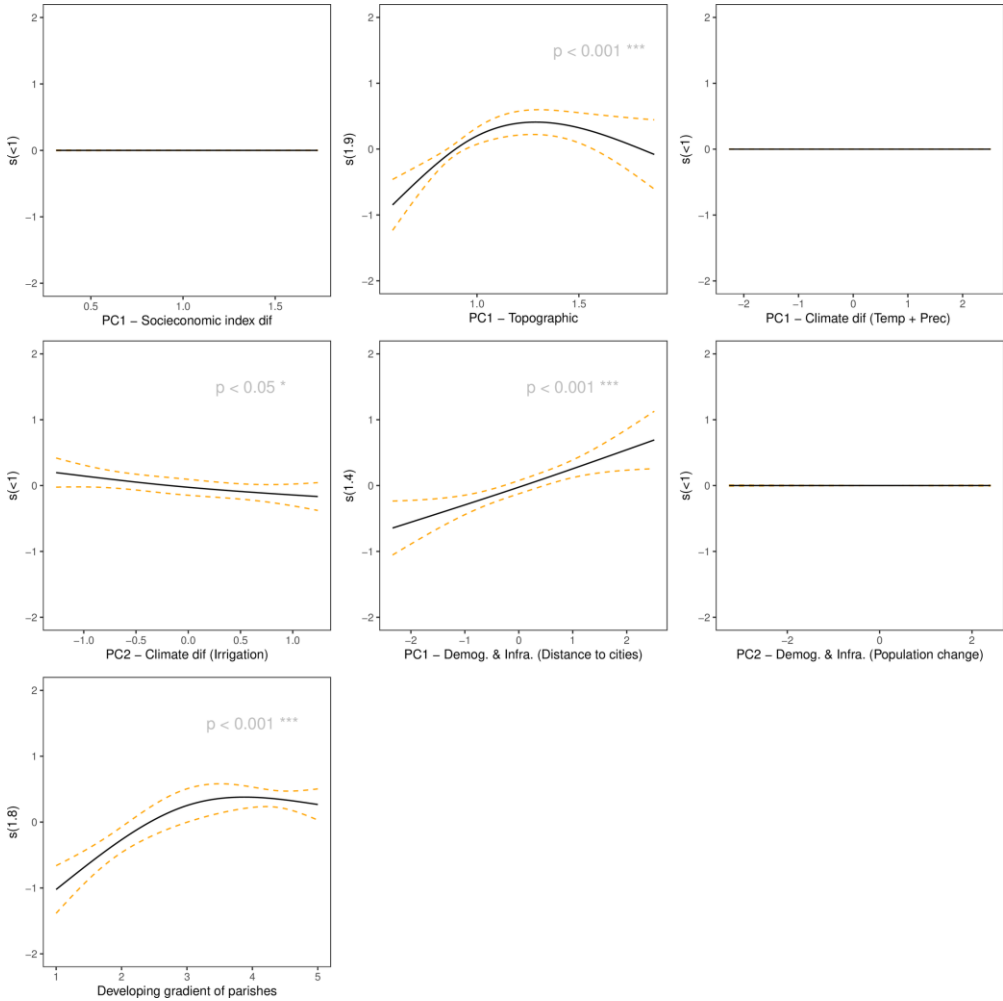 2
1
0
−1
−2
s(<1)
0.5 1.0 1.5
PC1 − Socieconomic index dif
p < 0.001 ***
2
1
0
−1
−2
s(1.9)
1.0 1.5
PC1 − Topographic
2
1
0
−1
−2
s(<1)
−2 −1 0 1 2
PC1 − Climate dif (Temp + Prec)
p < 0.05 *
2
1
0
−1
−2
s(<1)
−1.0 −0.5 0.0 0.5 1.0
PC2 − Climate dif (Irrigation)
p < 0.001 ***
2
1
0
−1
−2
s(1.4)
−2 −1 0 1 2
PC1 − Demog. & Infra. (Distance to cities)
2
1
0
−1
−2
s(<1)
−2 0 2
PC2 − Demog. & Infra. (Population change)
p < 0.001 ***
2
1
0
−1
−2
s(1.8)
1 2 3 4 5
Developing gradient of parishes